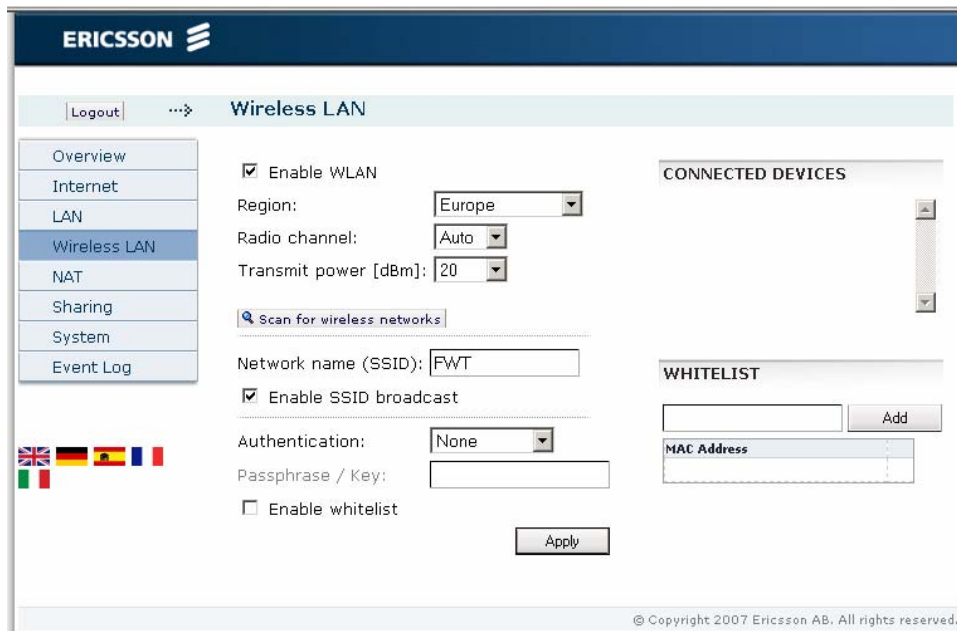 ERICSSON
Logout
Wireless LAN
Overview
Internet
LAN
Wireless LAN
NAT
Sharing
System
Event Log
Enable WLAN
Region: Europe
Radio channel: Auto
Transmit power [dBm]: 20
Scan for wireless networks
Network name (SSID): FWT
Enable SSID broadcast
Authentication: None
Passphrase / Key:
Enable whitelist
Apply
CONNECTED DEVICES
WHITELIST
Add
MAC Address
© Copyright 2007 Ericsson AB. All rights reserved.